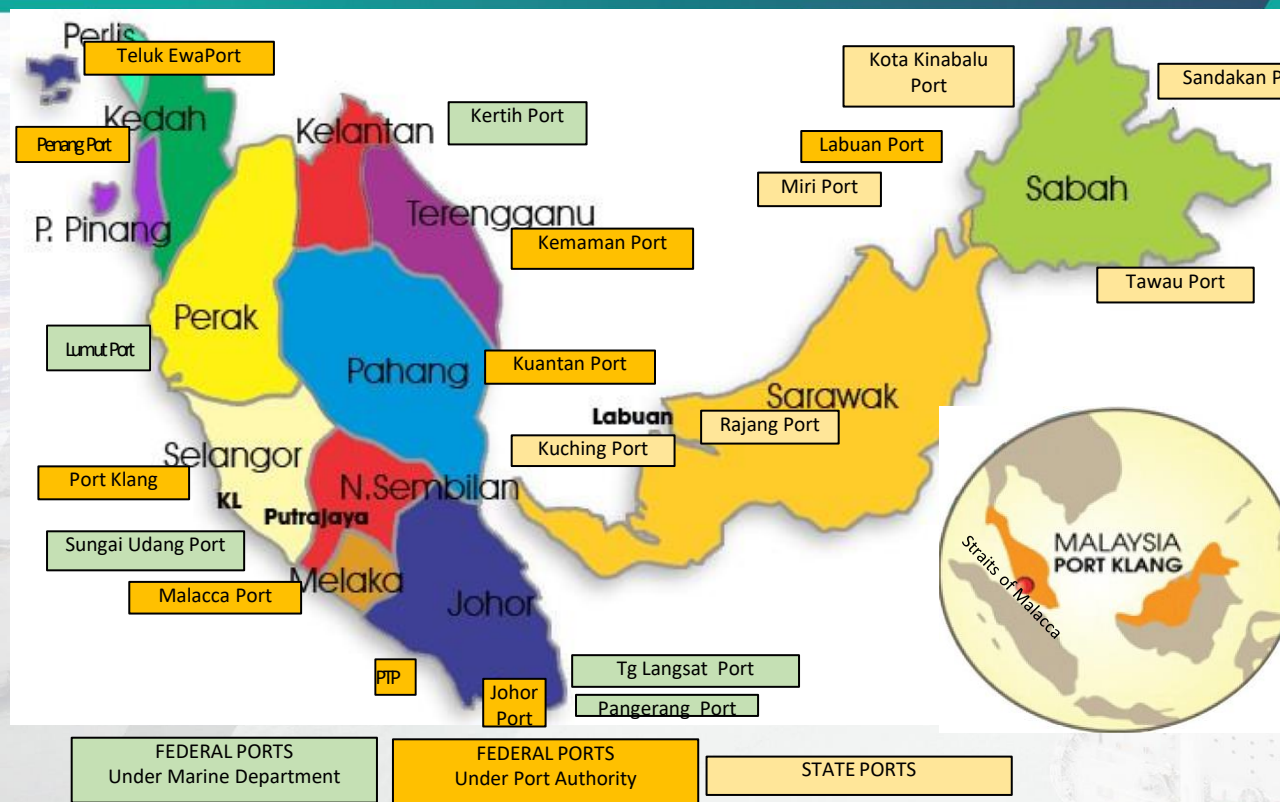 Perlis
Teluk EwaPort
Kedah
Penang Port
P. Pinang
Kelantan
Kertih Port
Terengganu
Kemaman Port
Perak
Lumut Port
Pahang
Kuantan Port
Selangor
Port Klang
KL
Putrajaya
N.Sembilan
Sungai Udang Port
Melaka
Malacca Port
Johor
PTP
Johor
Port
Tg Langsat Port
Pangerang Port
Kota Kinabalu
Port
Sandakan P
Labuan Port
Miri Port
Sabah
Tawau Port
Sarawak
Labuan
Rajang Port
Kuching Port
MALAYSIA
PORT KLANG
Straits of Malacca
FEDERAL PORTS
Under Marine Department
FEDERAL PORTS
Under Port Authority
STATE PORTS